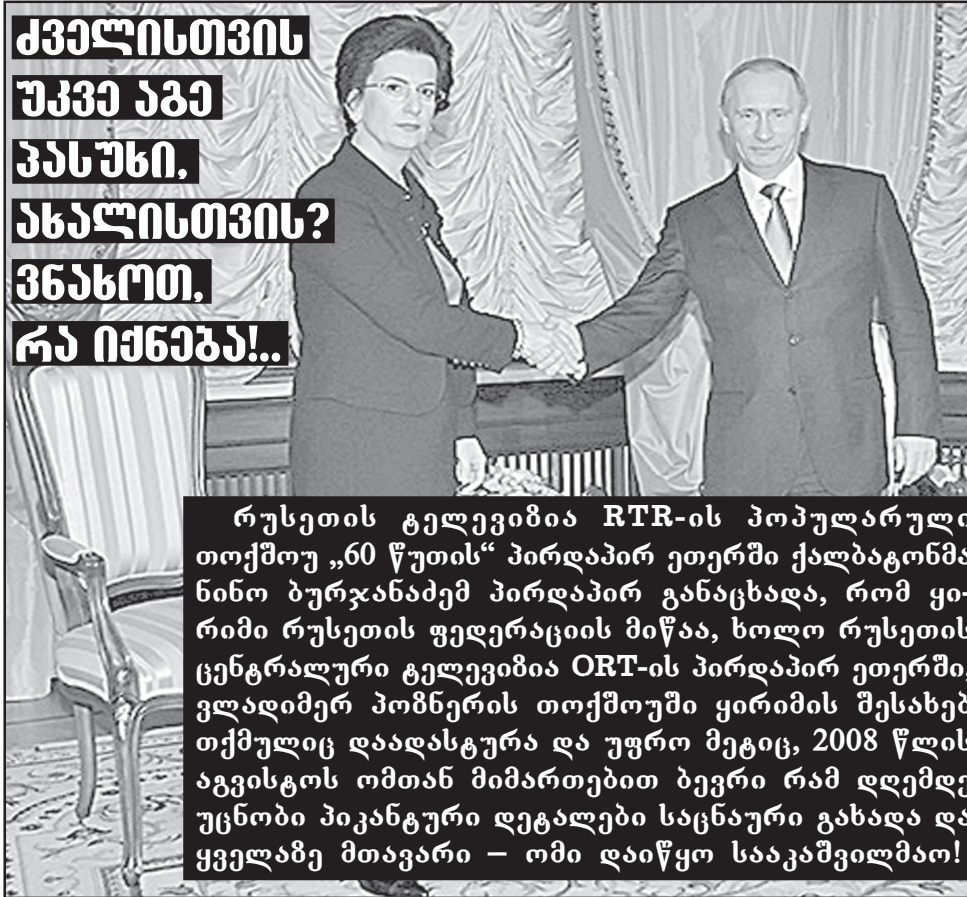 ძველისთვის
უკვე აგე
პასუხი,
ახალისთვის?
ვნახოთ,
რა იქნება!..
რუსეთის ტელევიზია RTR-ის პოპულარული
თოქშოუ „60 წუთის“ პირდაპირ ეთერში ქალბატონმა
ნინო ბურჯანაძემ პირდაპირ განაცხადა, რომ ყი-
რიმი რუსეთის ფედერაციის მიწაა, ხოლო რუსეთის
ცენტრალური ტელევიზია ORT-ის პირდაპირ ეთერში,
ვლადიმერ პოზნერის თოქშოუში ყირიმის შესახებ
თქმულიც დაადასტურა და უფრო მეტიც, 2008 წლის
აგვისტოს ომთან მიმართებით ბევრი რამ დღემდე
უცნობი პიკანტური დეტალები საცნაური გახადა და
ყველაზე მთავარი – ომი დაიწყო სააკაშვილმაო!